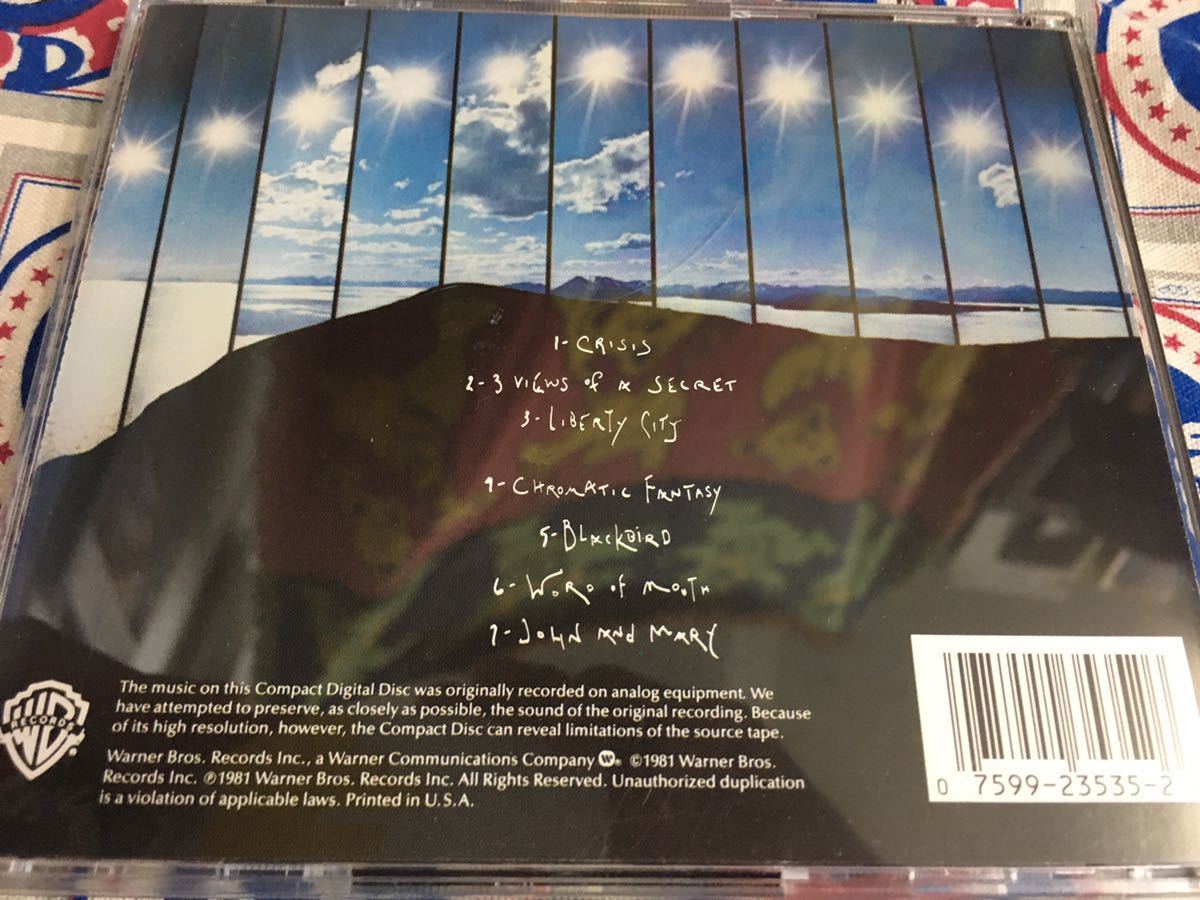 1- CRISIS
2- 3 VIEWS of A SECRET
3- LIBERTY CITY
4- CHROMATIC FANTASY
5- BLACKBIRD
6- WORD of MOUTH
7- JOHN AND MARY
The music on this Compact Digital Disc was originally recorded on analog equipment. We
have attempted to preserve, as closely as possible, the sound of the original recording. Because
of its high resolution, however, the Compact Disc can reveal limitations of the source tape.
Warner Bros. Records Inc., a Warner Communications Company W. ©1981 Warner Bros.
Records Inc. ℗1981 Warner Bros. Records Inc. All Rights Reserved. Unauthorized duplication
is a violation of applicable laws. Printed in U.S.A.
WB RECORDS ®
0 7599-23535-2